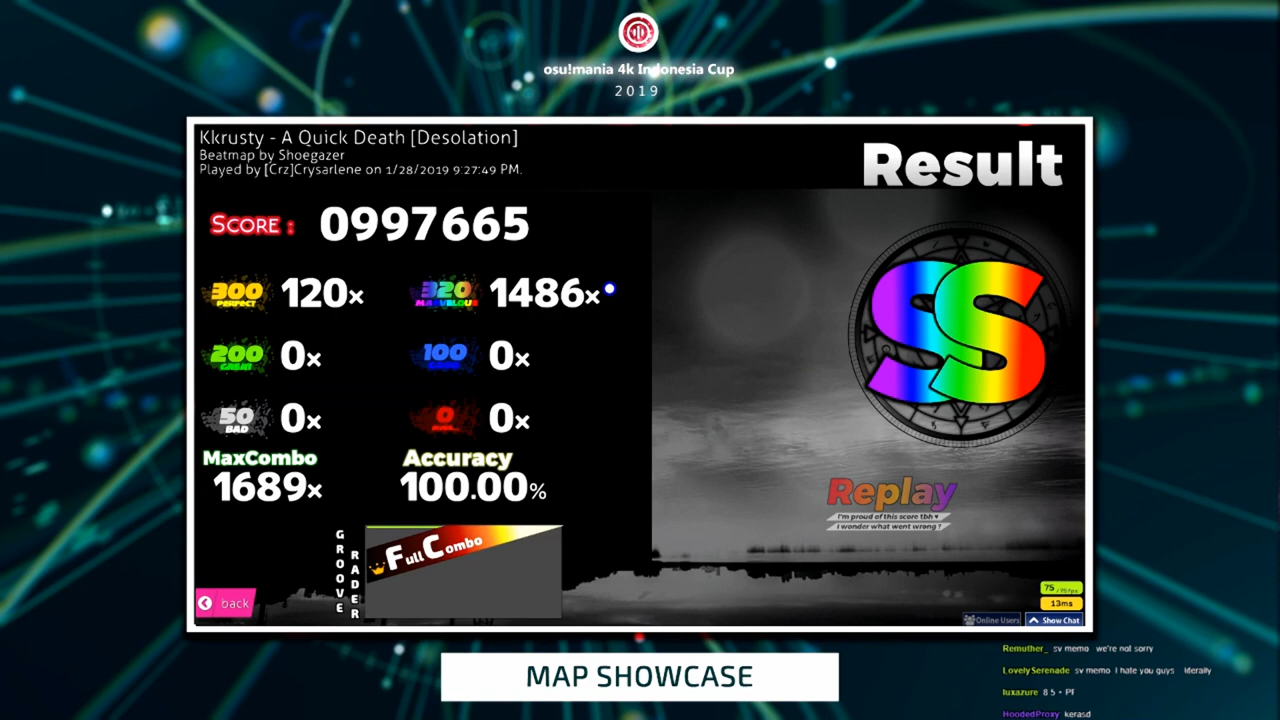 osu!mania 4k Indonesia Cup
2019
Kkrusty - A Quick Death [Desolation]
Beatmap by Shoegazer
Played by [Crz]Crysarlene on 1/28/2019 9:27:49 PM.
Result
SCORE : 0997665
300 PERFECT 120x 320 MARVELOUS 1486x
200 GREAT 0x 100 0x
50 BAD 0x 0 0x
MaxCombo Accuracy
1689x 100.00%
SS
Replay
I'm proud of this score tbh ♥
I wonder what went wrong ?
GROOVE
RADER
Full Combo
back
75 / 75fps
13ms
Online Users Show Chat
MAP SHOWCASE
Remuther_ sv memo we're not sorry
LovelySerenade sv memo I hate you guys literally
luxazure 8 5 - PF
HoodedProxy kerasd